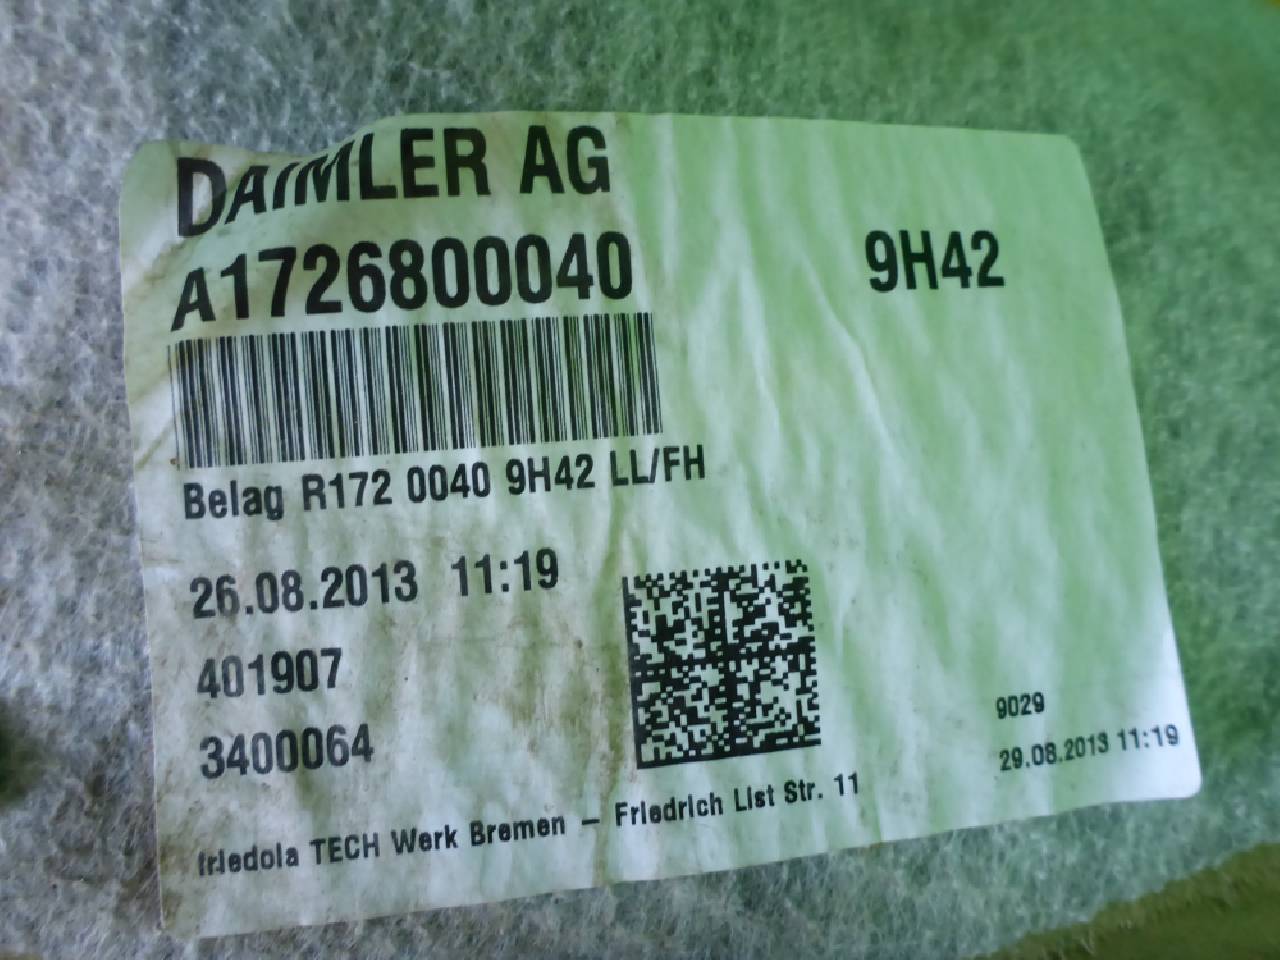 DAIMLER AG
A1726800040 9H42
Belag R172 0040 9H42 LL/FH
26.08.2013 11:19
401907
3400064
9029
29.08.2013 11:19
friedola TECH Werk Bremen – Friedrich List Str. 11